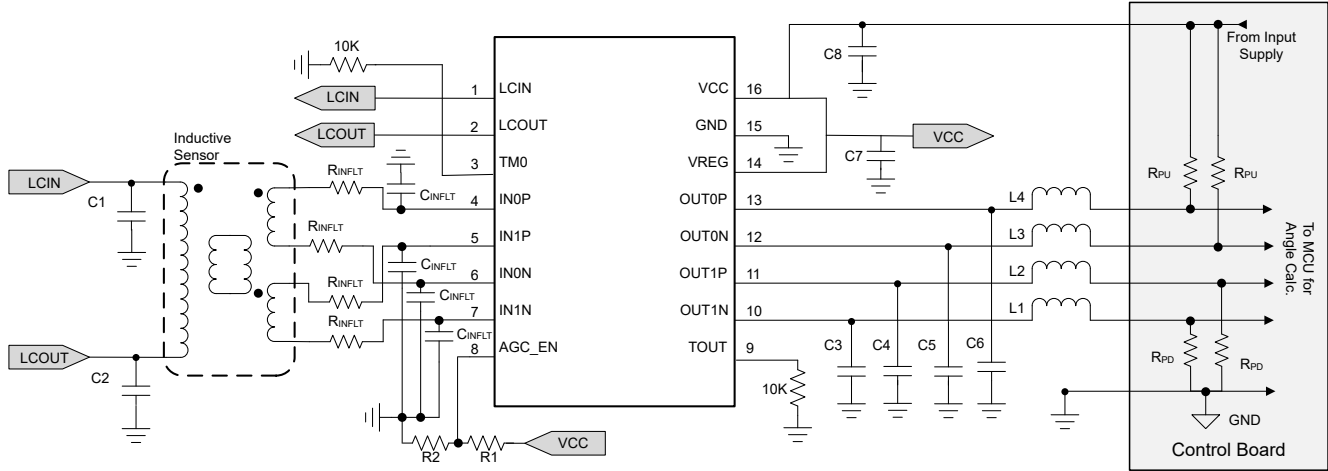 10K
C8
From Input
Supply
1 LCIN
VCC 16
LCIN
2 LCOUT
GND 15
LCOUT
VCC
Inductive
Sensor
3 TM0
VREG 14
C7
RINFLT
CINFLT
RPU
RPU
LCIN
C1
4 IN0P
OUT0P 13
L4
RINFLT
5 IN1P
OUT0N 12
L3
CINFLT
To MCU for
Angle Calc.
RINFLT
6 IN0N
OUT1P 11
L2
CINFLT
RINFLT
7 IN1N
OUT1N 10
L1
CINFLT
LCOUT
C2
8 AGC_EN
TOUT 9
C3
C4
C5
C6
RPD
RPD
10K
GND
R2
R1
VCC
Control Board